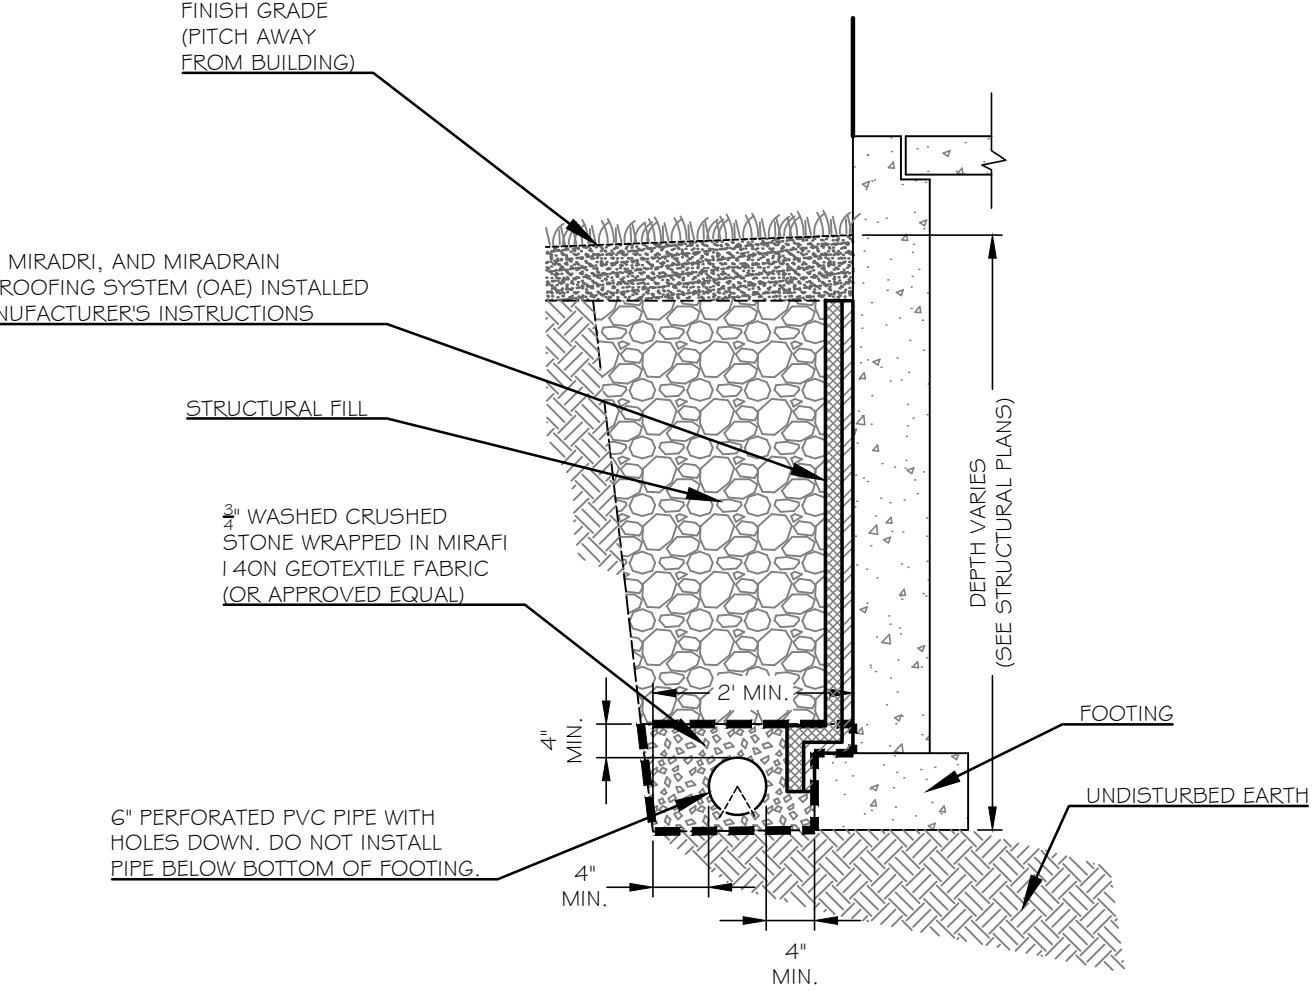 FINISH GRADE
(PITCH AWAY
FROM BUILDING)
MIRADRI, AND MIRADRAIN
ROOFING SYSTEM (OAE) INSTALLED
NUFACTURER'S INSTRUCTIONS
STRUCTURAL FILL
3/4" WASHED CRUSHED
STONE WRAPPED IN MIRAFI
140N GEOTEXTILE FABRIC
(OR APPROVED EQUAL)
DEPTH VARIES
(SEE STRUCTURAL PLANS)
2' MIN.
4"
MIN.
FOOTING
UNDISTURBED EARTH
6" PERFORATED PVC PIPE WITH
HOLES DOWN. DO NOT INSTALL
PIPE BELOW BOTTOM OF FOOTING.
4"
MIN.
4"
MIN.